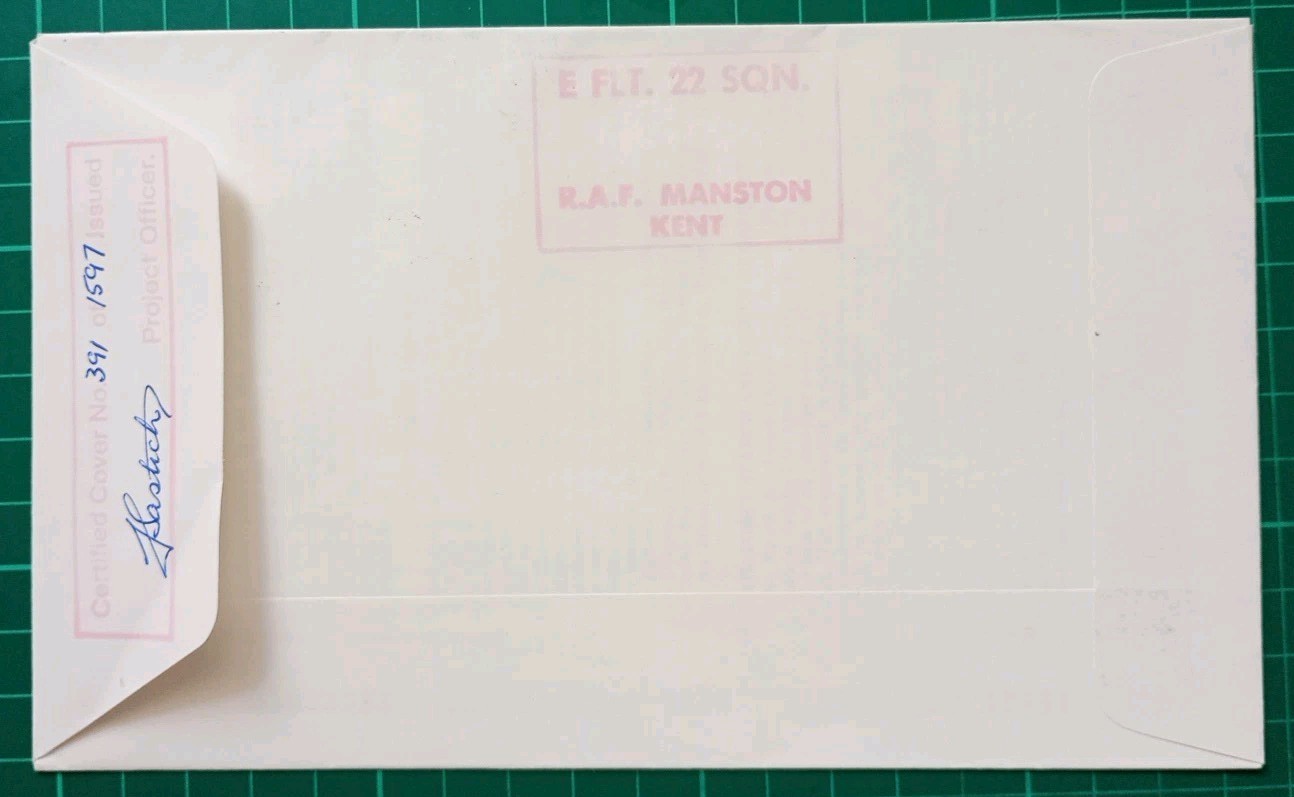 E FLT. 22 SQN.
R.A.F. MANSTON
KENT
Certified Cover No. 391 of 1597 Issued
Project Officer.